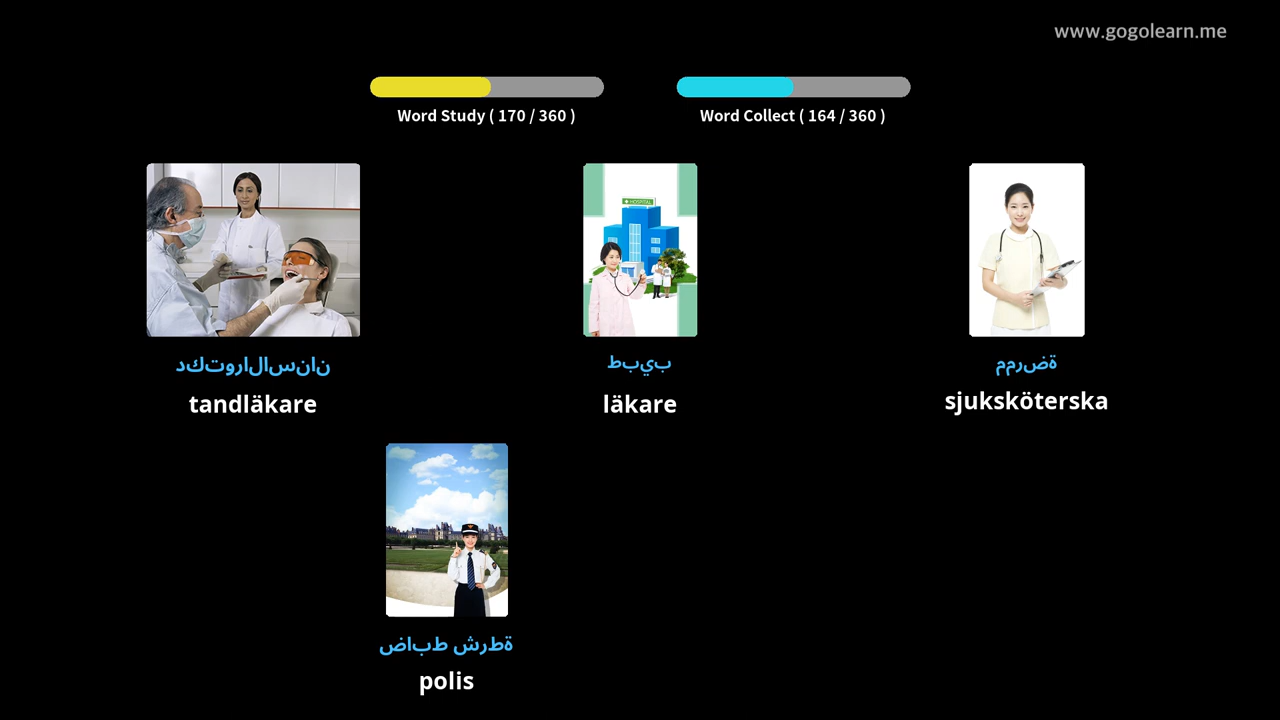 www.gogolearn.me
Word Study ( 170 / 360 )
Word Collect ( 164 / 360 )
HOSPITAL
دكتورالاسنان
طبيب
ممرضة
tandläkare
läkare
sjuksköterska
ضابط شرطة
polis